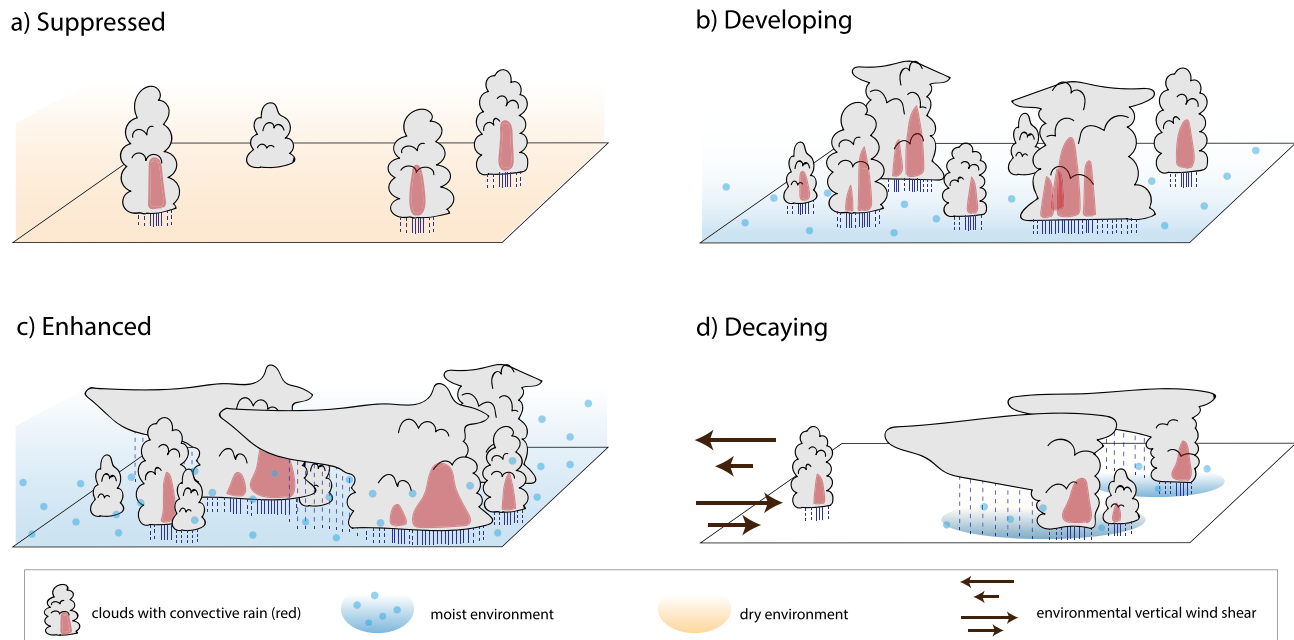 a) Suppressed
b) Developing
c) Enhanced
d) Decaying
clouds with convective rain (red)
moist environment
dry environment
environmental vertical wind shear